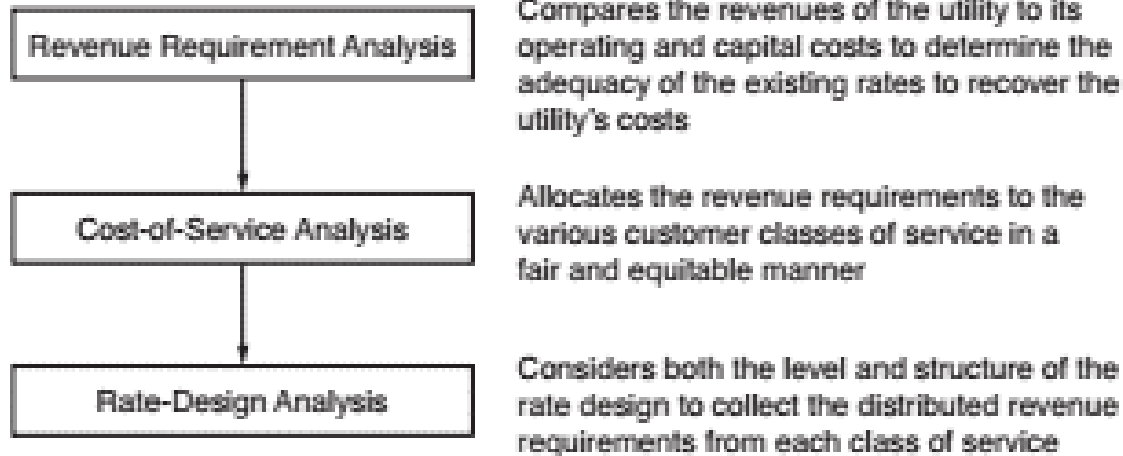 Revenue Requirement Analysis
Compares the revenues of the utility to its
operating and capital costs to determine the
adequacy of the existing rates to recover the
utility's costs
Cost-of-Service Analysis
Allocates the revenue requirements to the
various customer classes of service in a
fair and equitable manner
Rate-Design Analysis
Considers both the level and structure of the
rate design to collect the distributed revenue
requirements from each class of service